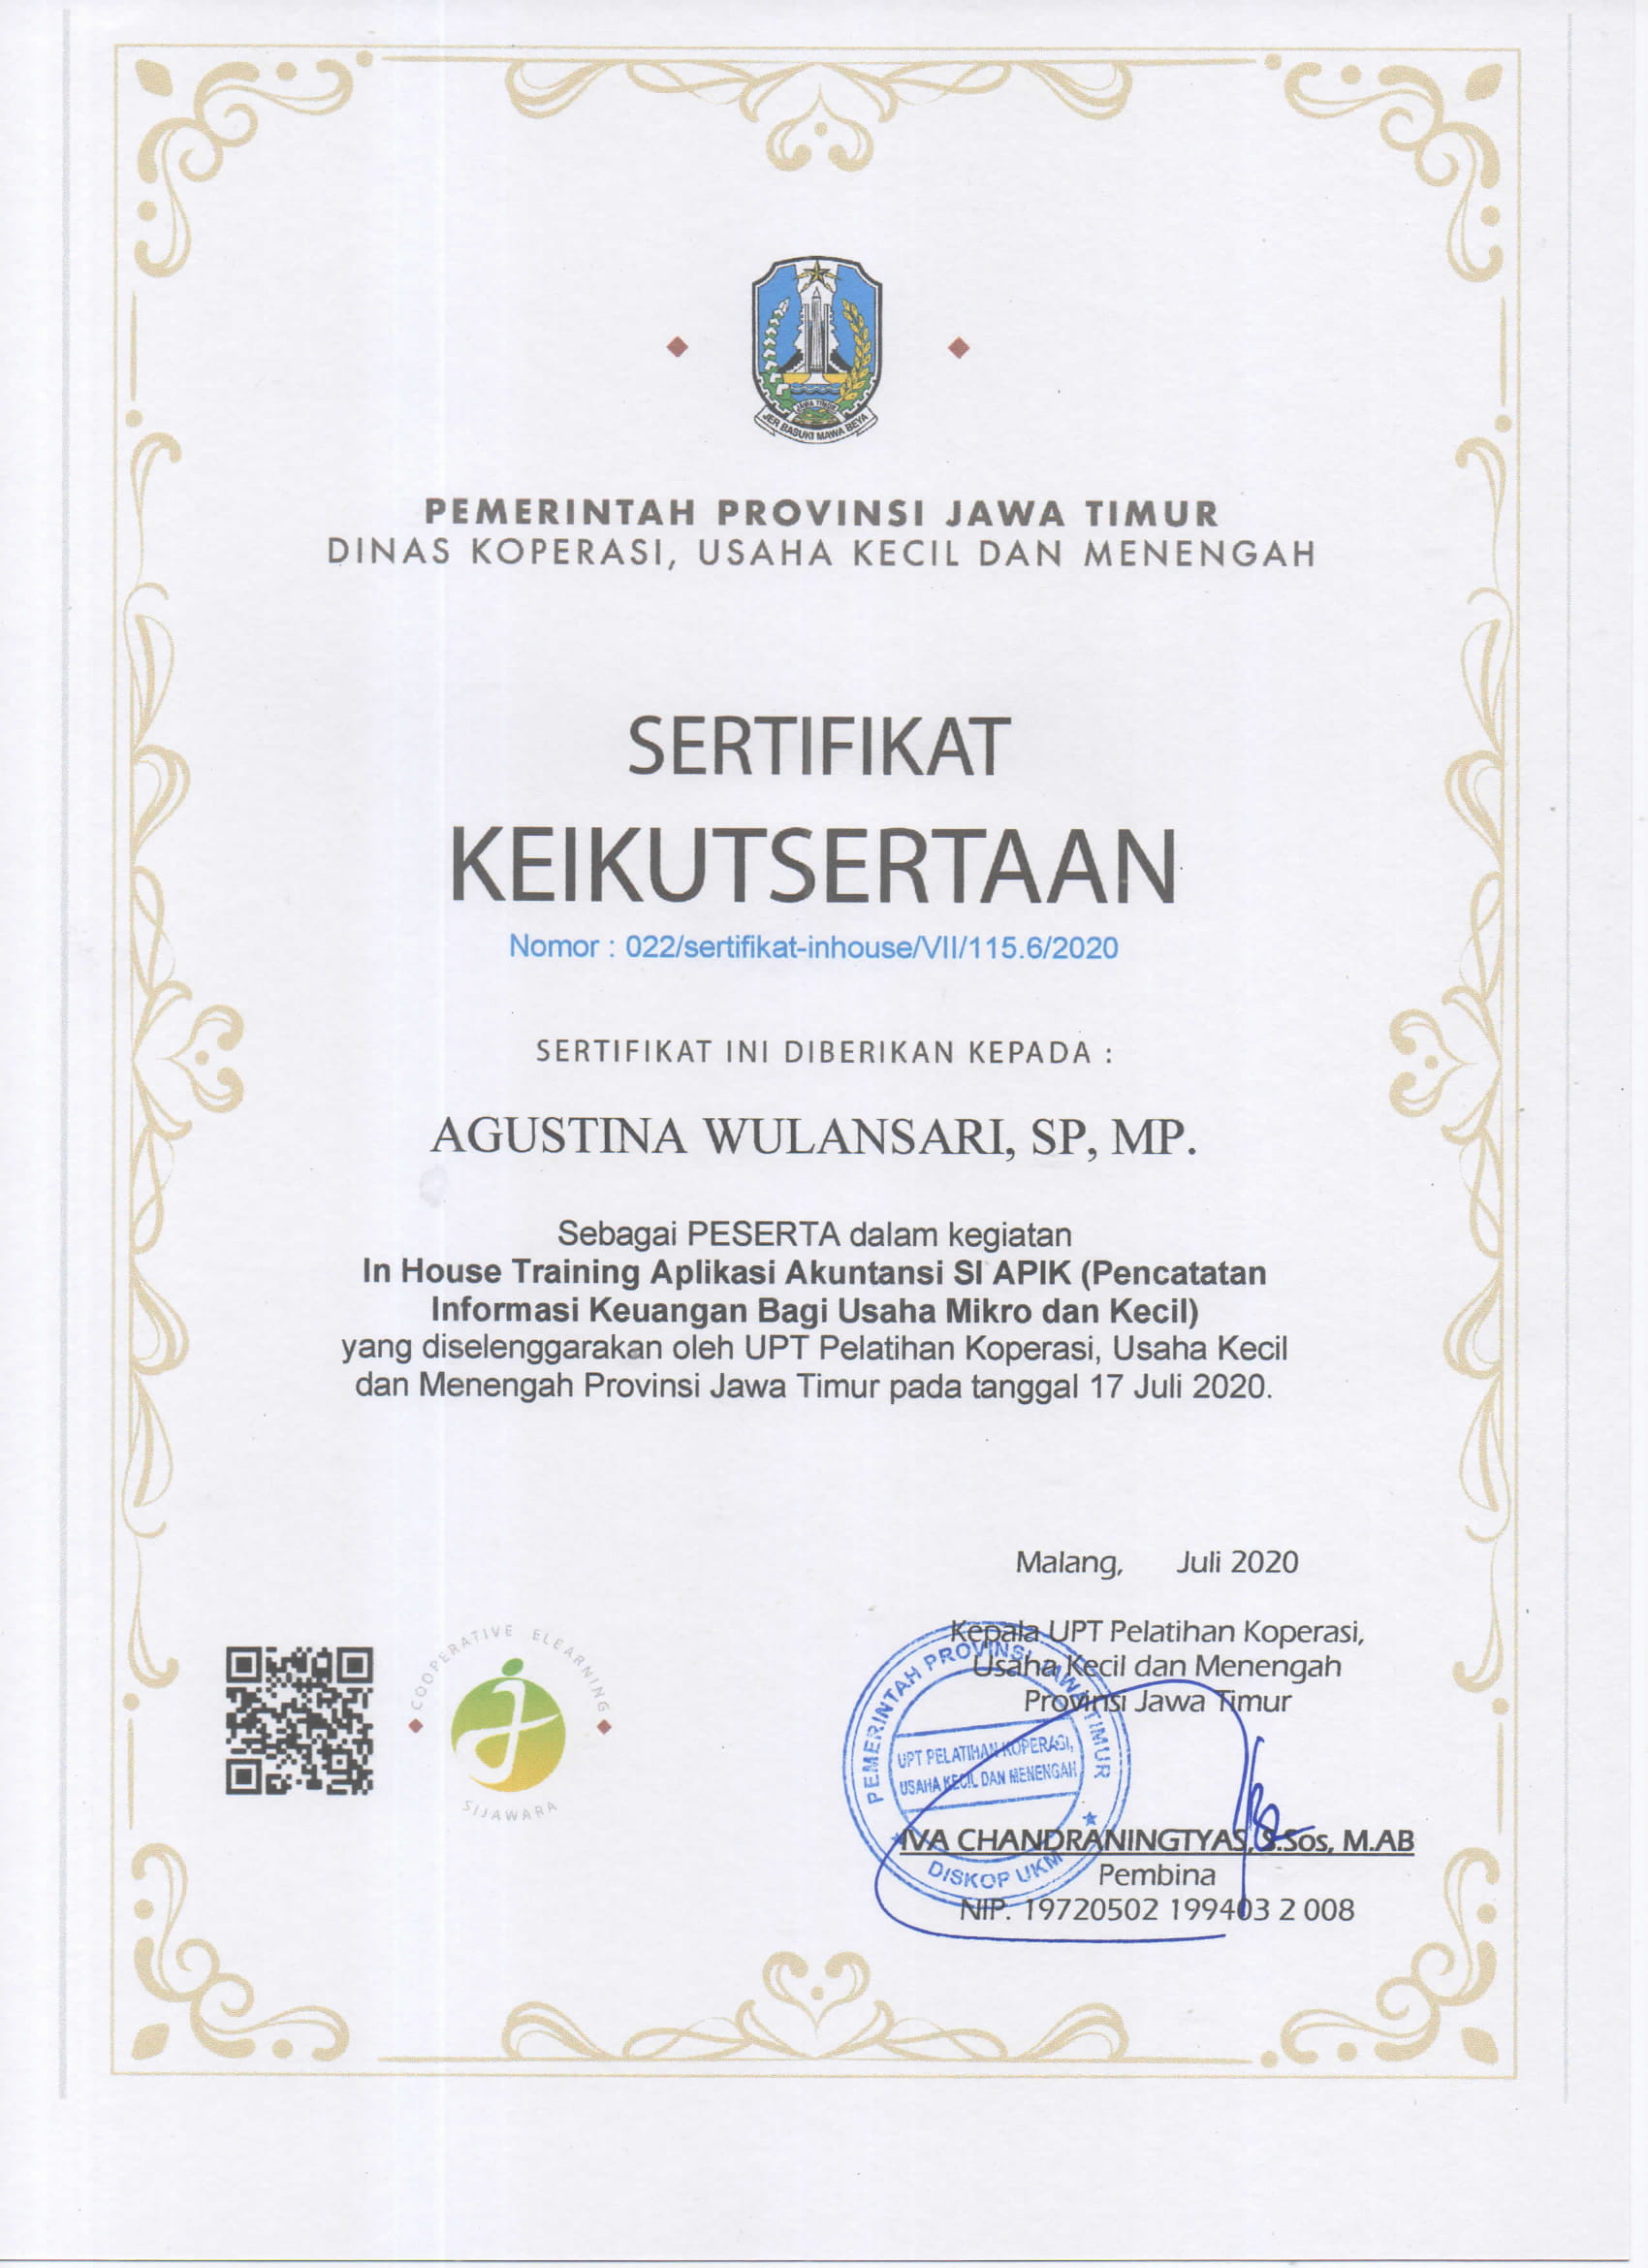 JAWA TIMUR
JER BASUKI MAWA BEYA
PEMERINTAH PROVINSI JAWA TIMUR
DINAS KOPERASI, USAHA KECIL DAN MENENGAH
SERTIFIKAT
KEIKUTSERTAAN
Nomor : 022/sertifikat-inhouse/VII/115.6/2020
SERTIFIKAT INI DIBERIKAN KEPADA :
AGUSTINA WULANSARI, SP, MP.
Sebagai PESERTA dalam kegiatan
In House Training Aplikasi Akuntansi SI APIK (Pencatatan
Informasi Keuangan Bagi Usaha Mikro dan Kecil)
yang diselenggarakan oleh UPT Pelatihan Koperasi, Usaha Kecil
dan Menengah Provinsi Jawa Timur pada tanggal 17 Juli 2020.
Malang, Juli 2020
Kepala UPT Pelatihan Koperasi,
Usaha Kecil dan Menengah
Provinsi Jawa Timur
COOPERATIVE ELEARNING
SIJAWARA
PEMERINTAH PROVINSI JAWA TIMUR
UPT PELATIHAN KOPERASI,
USAHA KECIL DAN MENENGAH
DISKOP UKM
IVA CHANDRANINGTYAS, S.Sos, M.AB
Pembina
NIP. 19720502 199403 2 008